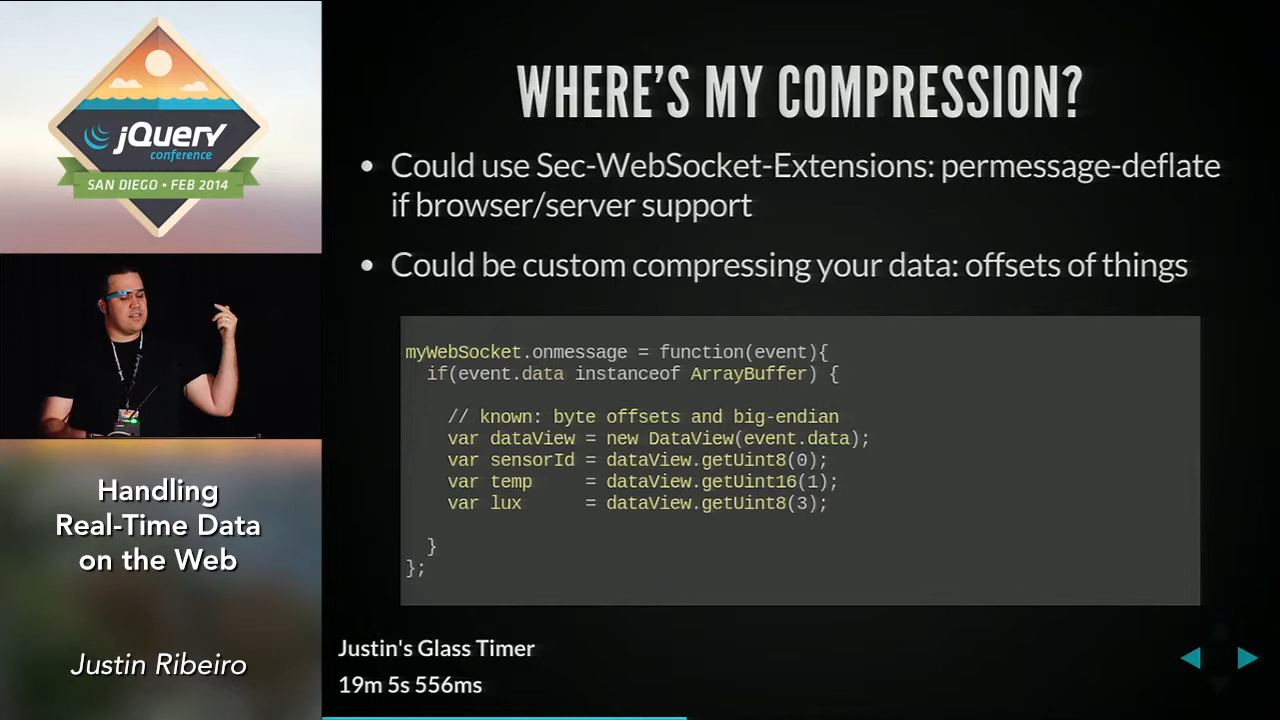 jQuery
conference
SAN DIEGO • FEB 2014
Handling
Real-Time Data
on the Web
Justin Ribeiro
WHERE'S MY COMPRESSION?
• Could use Sec-WebSocket-Extensions: permessage-deflate
if browser/server support
• Could be custom compressing your data: offsets of things
myWebSocket.onmessage = function(event){
  if(event.data instanceof ArrayBuffer) {
    // known: byte offsets and big-endian
    var dataView = new DataView(event.data);
    var sensorId = dataView.getUint8(0);
    var temp     = dataView.getUint16(1);
    var lux      = dataView.getUint8(3);
  }
};
Justin's Glass Timer
19m 5s 556ms